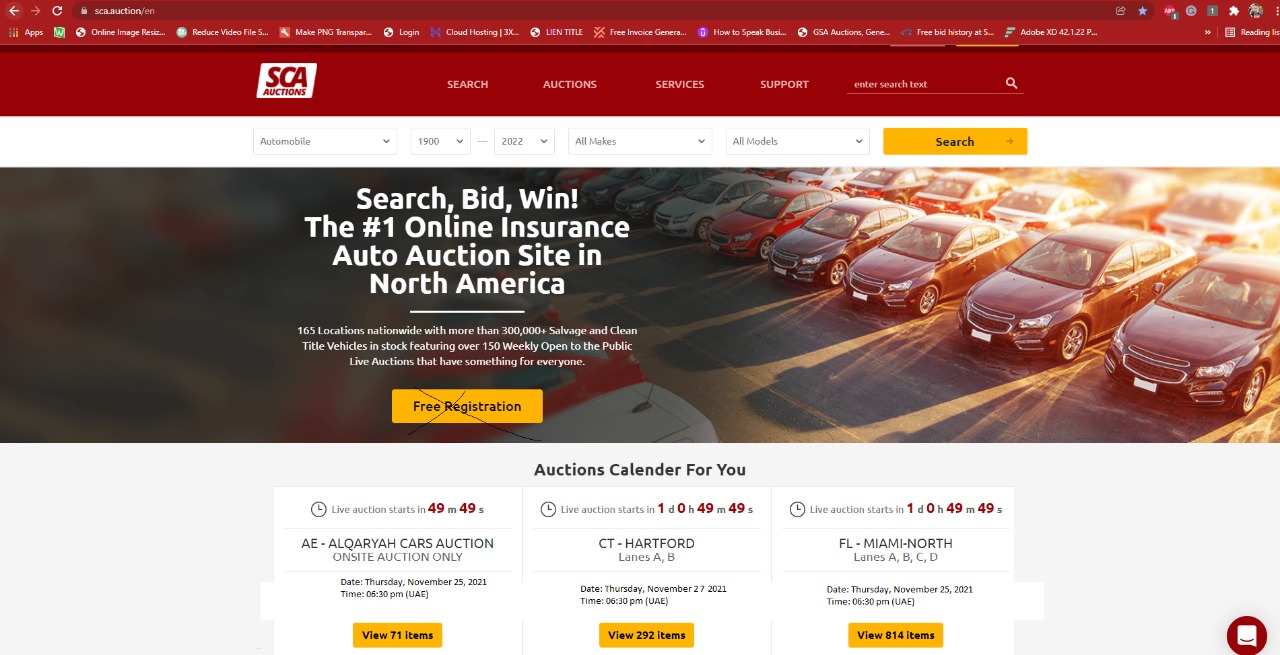 sca.auction/en
Apps Online Image Resiz... Reduce Video File S... Make PNG Transpar... Login Cloud Hosting | 3X... LIEN TITLE Free Invoice Genera... How to Speak Busi... GSA Auctions, Gene... Free bid history at S... Adobe XD 42.1.22 P... » Reading list
SCA
AUCTIONS
SEARCH AUCTIONS SERVICES SUPPORT enter search text
Automobile 1900 — 2022 All Makes All Models Search
Search, Bid, Win!
The #1 Online Insurance
Auto Auction Site in
North America
165 Locations nationwide with more than 300,000+ Salvage and Clean
Title Vehicles in stock featuring over 150 Weekly Open to the Public
Live Auctions that have something for everyone.
Free Registration
Auctions Calender For You
Live auction starts in 49 m 49 s
AE - ALQARYAH CARS AUCTION
ONSITE AUCTION ONLY
Date: Thursday, November 25, 2021
Time: 06:30 pm (UAE)
View 71 items
Live auction starts in 1 d 0 h 49 m 49 s
CT - HARTFORD
Lanes A, B
Date: Thursday, November 27 2021
Time: 06:30 pm (UAE)
View 292 items
Live auction starts in 1 d 0 h 49 m 49 s
FL - MIAMI-NORTH
Lanes A, B, C, D
Date: Thursday, November 25, 2021
Time: 06:30 pm (UAE)
View 814 items